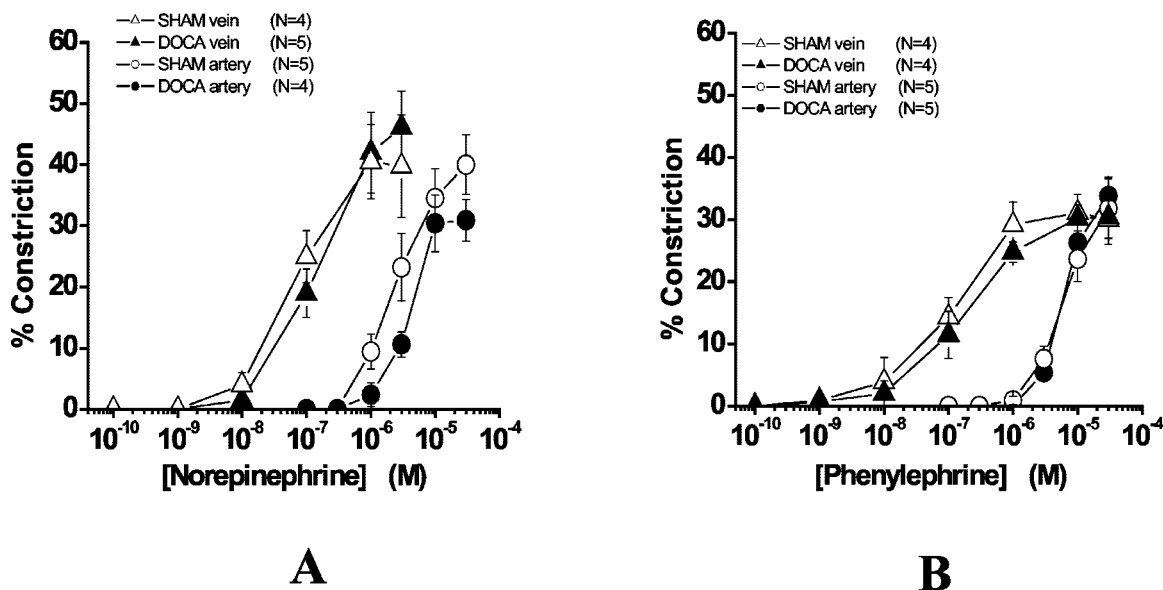 SHAM vein (N=4)
DOCA vein (N=5)
SHAM artery (N=5)
DOCA artery (N=4)
% Constriction
60
50
40
30
20
10
0
10-10 10-9 10-8 10-7 10-6 10-5 10-4
[Norepinephrine] (M)
A
SHAM vein (N=4)
DOCA vein (N=4)
SHAM artery (N=5)
DOCA artery (N=5)
% Constriction
60
50
40
30
20
10
0
10-10 10-9 10-8 10-7 10-6 10-5 10-4
[Phenylephrine] (M)
B